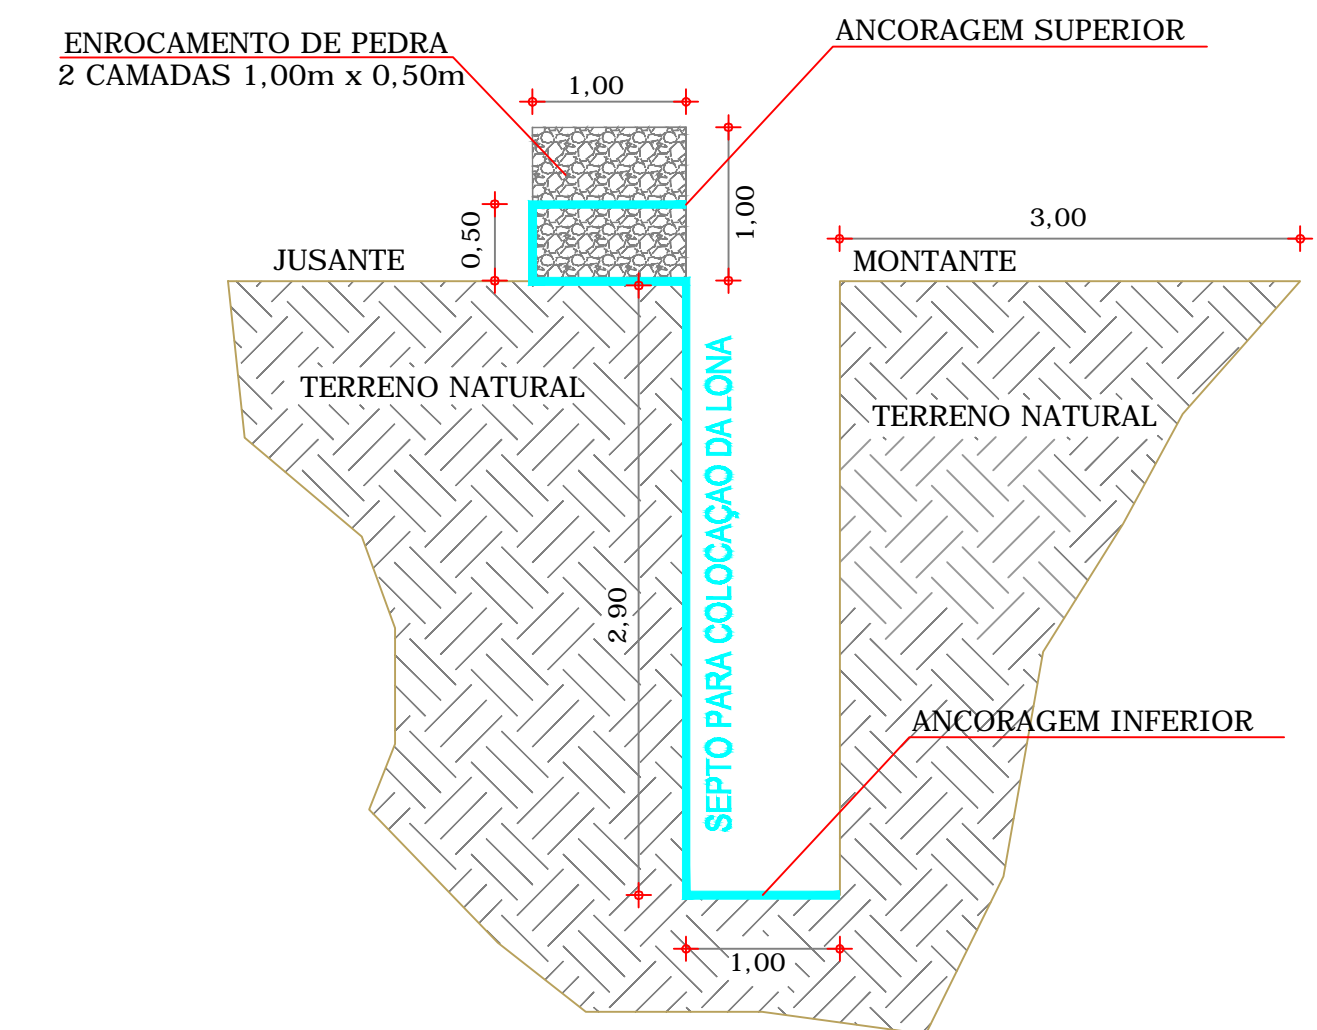 ENROCAMENTO DE PEDRA
2 CAMADAS 1,00m x 0,50m
ANCORAGEM SUPERIOR
1,00
1,00
0,50
3,00
JUSANTE
MONTANTE
TERRENO NATURAL
TERRENO NATURAL
SEPTO PARA COLOCAÇAO DA LONA
2,90
ANCORAGEM INFERIOR
1,00